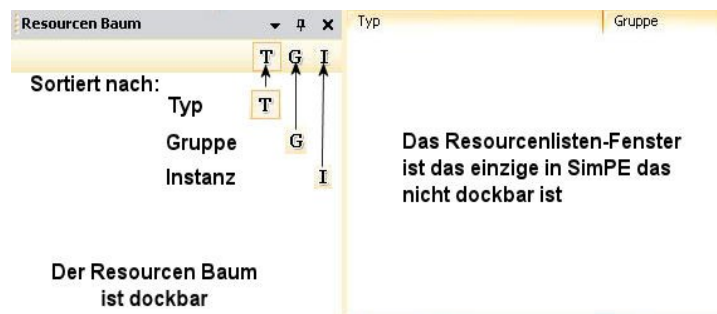 Resourcen Baum
T G I
Sortiert nach:
Typ T
Gruppe G
Instanz I
Der Resourcen Baum
ist dockbar
Typ Gruppe
Das Resourcenlisten-Fenster
ist das einzige in SimPE das
nicht dockbar ist